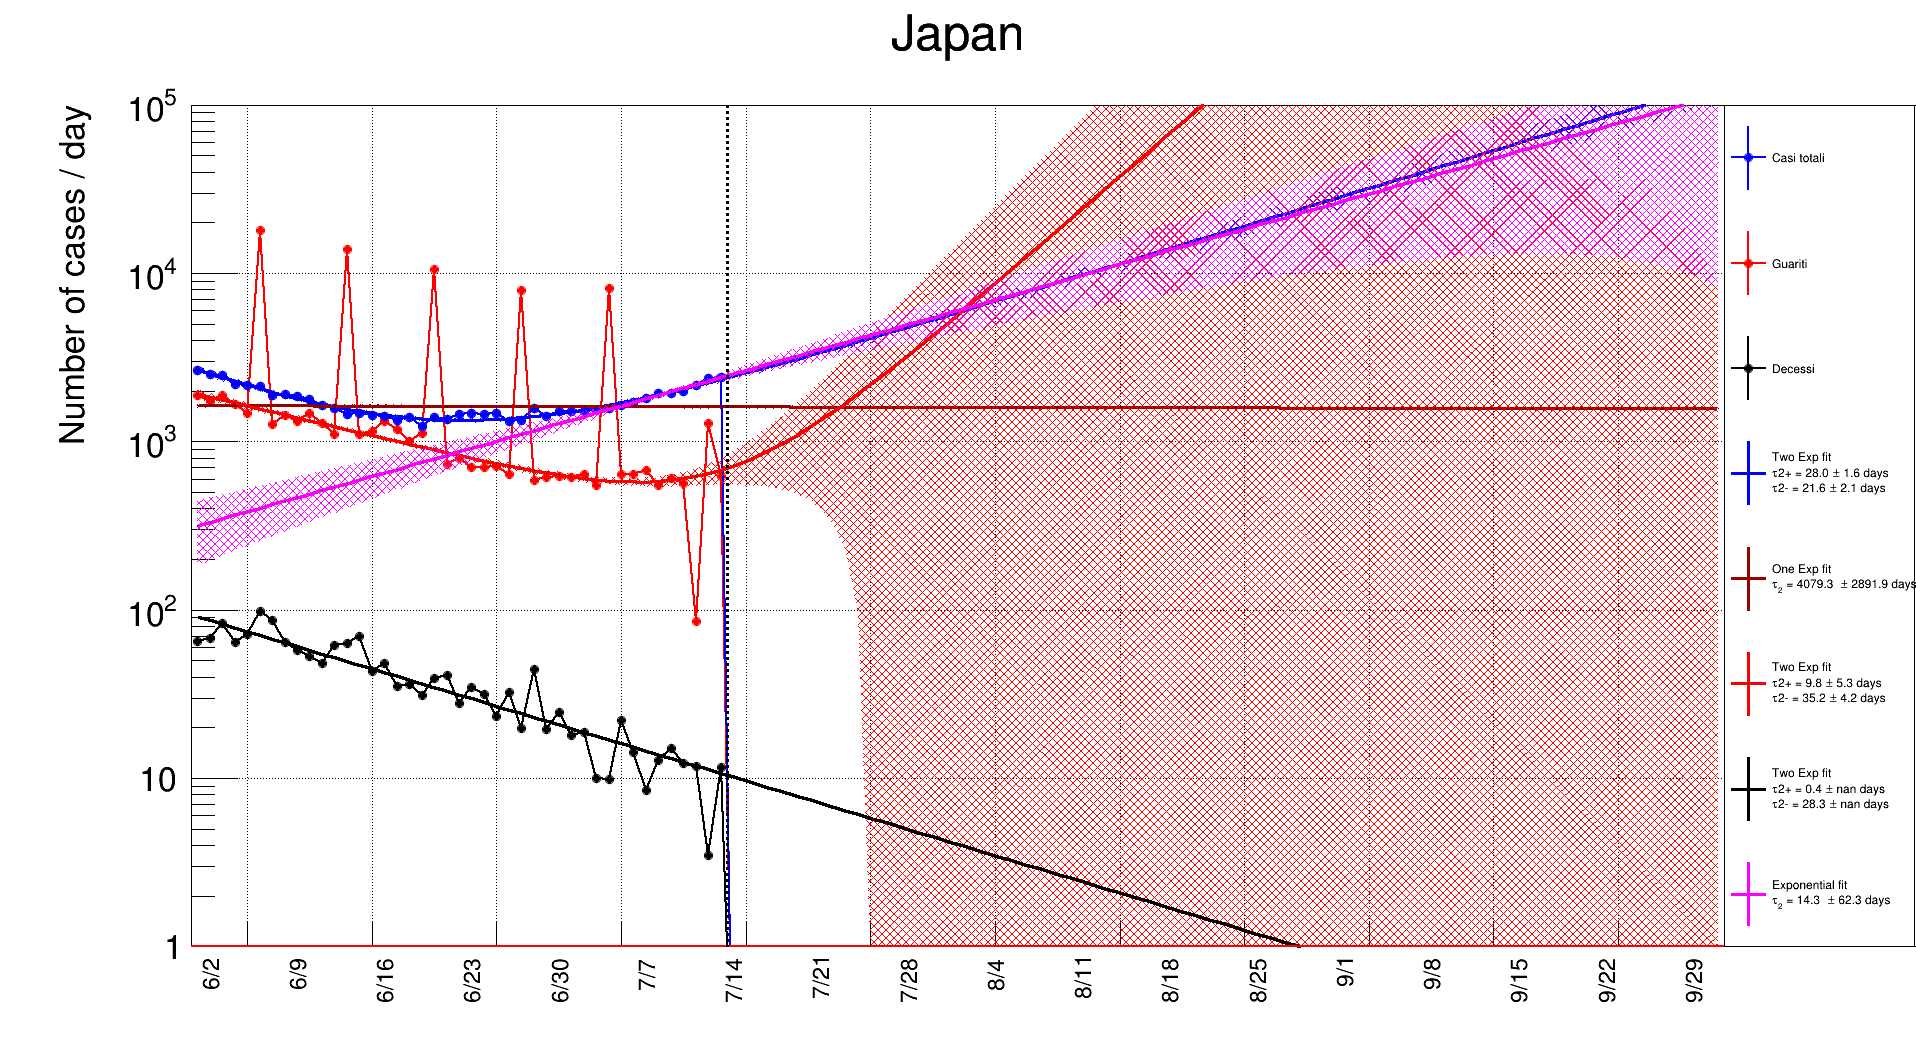 Japan
Number of cases / day
10^5
10^4
10^3
10^2
10
1
6/2
6/9
6/16
6/23
6/30
7/7
7/14
7/21
7/28
8/4
8/11
8/18
8/25
9/1
9/8
9/15
9/22
9/29
Casi totali
Guariti
Decessi
Two Exp fit
τ2+ = 28.0 ± 1.6 days
τ2- = 21.6 ± 2.1 days
One Exp fit
τ₂ = 4079.3 ± 2891.9 days
Two Exp fit
τ2+ = 9.8 ± 5.3 days
τ2- = 35.2 ± 4.2 days
Two Exp fit
τ2+ = 0.4 ± nan days
τ2- = 28.3 ± nan days
Exponential fit
τ₂ = 14.3 ± 62.3 days